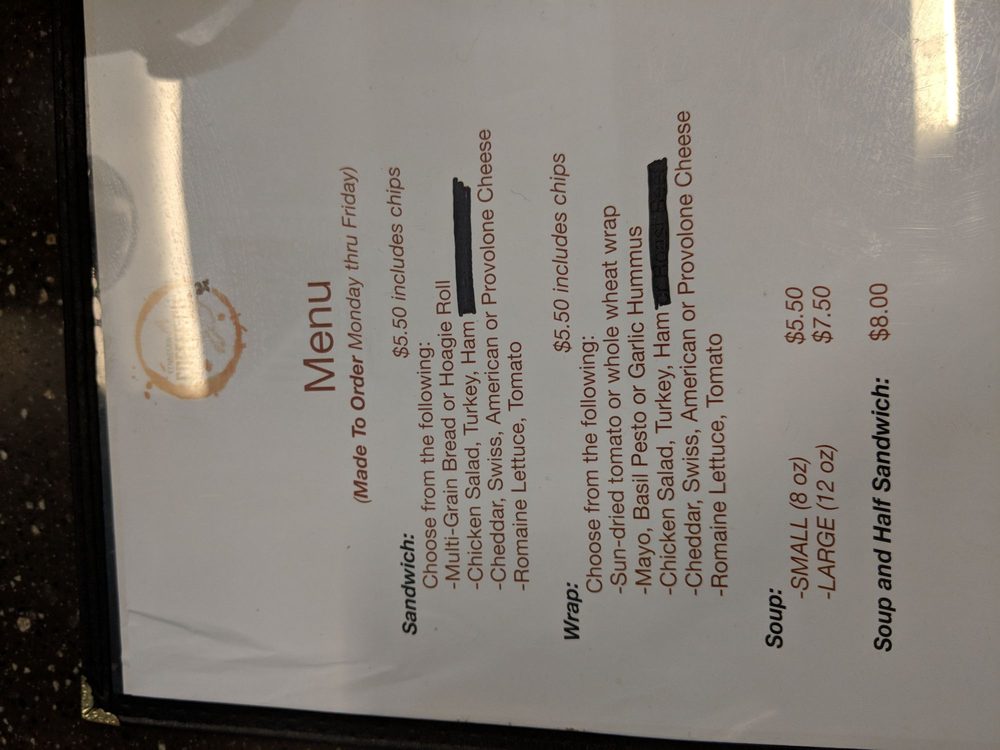 Menu
(Made To Order Monday thru Friday)
Sandwich: $5.50 includes chips
Choose from the following:
-Multi-Grain Bread or Hoagie Roll
-Chicken Salad, Turkey, Ham
-Cheddar, Swiss, American or Provolone Cheese
-Romaine Lettuce, Tomato
Wrap: $5.50 includes chips
Choose from the following:
-Sun-dried tomato or whole wheat wrap
-Mayo, Basil Pesto or Garlic Hummus
-Chicken Salad, Turkey, Ham
-Cheddar, Swiss, American or Provolone Cheese
-Romaine Lettuce, Tomato
Soup:
-SMALL (8 oz) $5.50
-LARGE (12 oz) $7.50
Soup and Half Sandwich: $8.00